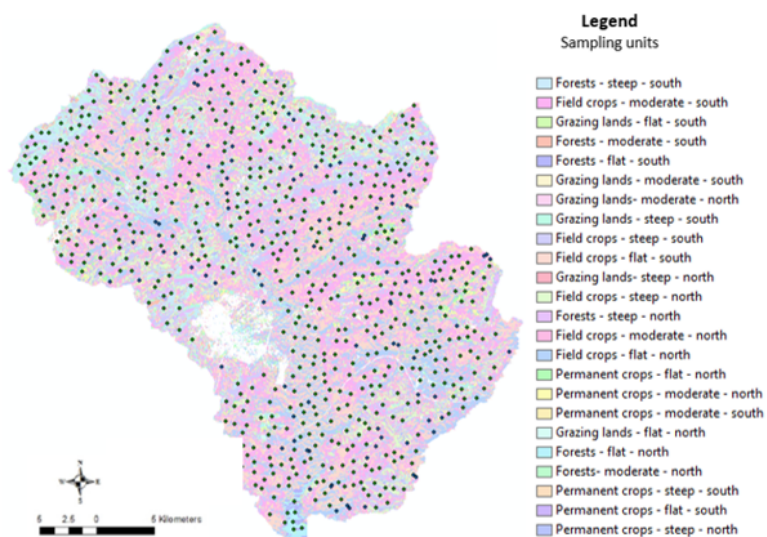 Legend
Sampling units
Forests - steep - south
Field crops - moderate - south
Grazing lands - flat - south
Forests - moderate - south
Forests - flat - south
Grazing lands - moderate - south
Grazing lands- moderate - north
Grazing lands - steep - south
Field crops - steep - south
Field crops - flat - south
Grazing lands- steep - north
Field crops - steep - north
Forests - steep - north
Field crops - moderate - north
Field crops - flat - north
Permanent crops - flat - north
Permanent crops - moderate - north
Permanent crops - moderate - south
Grazing lands - flat - north
Forests - flat - north
Forests- moderate - north
Permanent crops - steep - south
Permanent crops - flat - south
Permanent crops - steep - north
N
W E
S
5 2.5 0 5 Kilometers